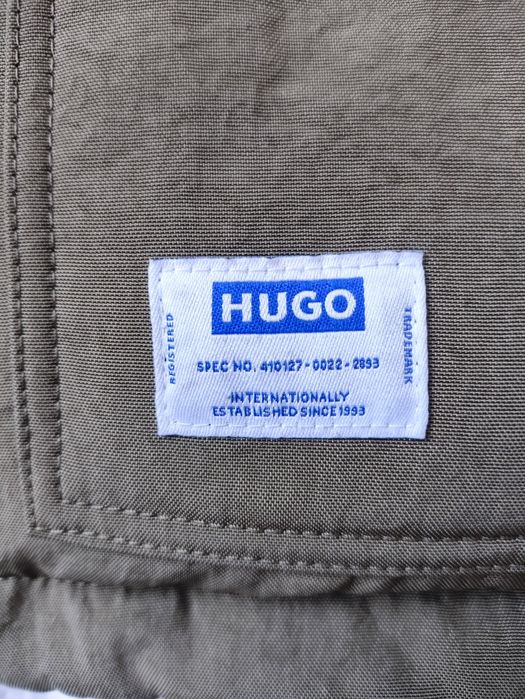 HUGO
REGISTERED
TRADEMARK
SPEC NO. 410127-0022-2893
INTERNATIONALLY
ESTABLISHED SINCE 1993